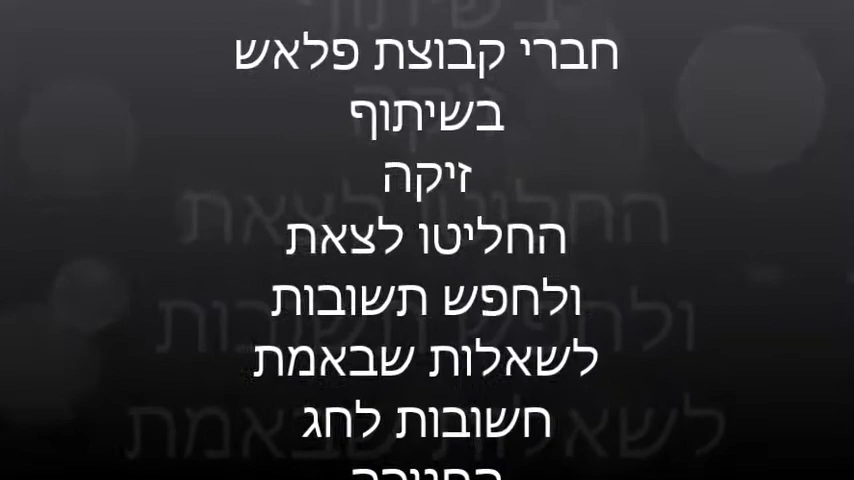 חברי קבוצת פלאש
בשיתוף
זיקה
החליטו לצאת
ולחפש תשובות
לשאלות שבאמת
חשובות לחג